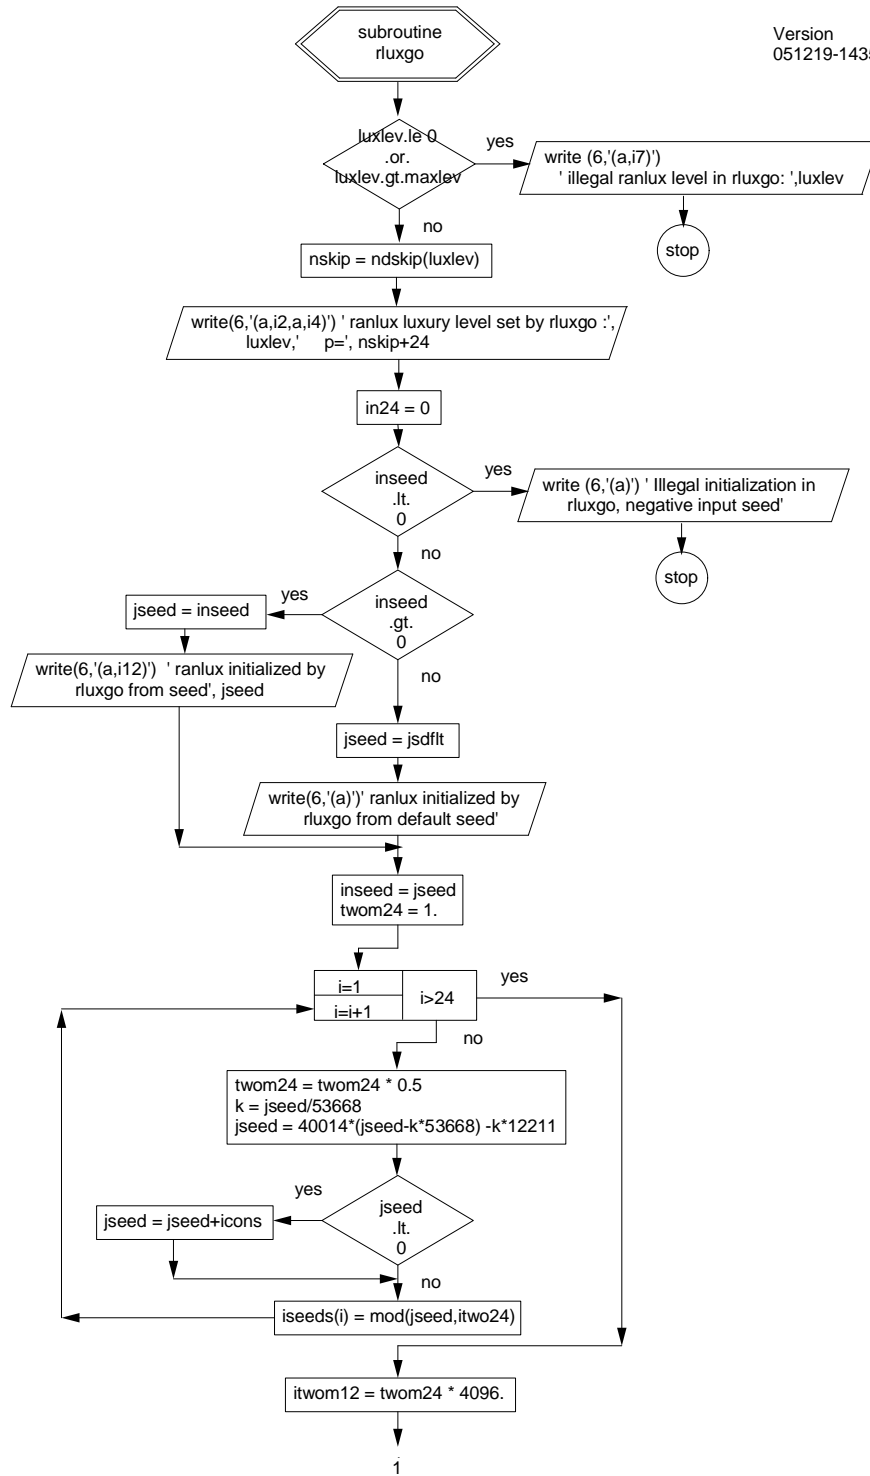 subroutine
rluxgo
Version
051219-1435
luxlev.le 0
.or.
luxlev.gt.maxlev
yes
write (6,'(a,i7)')
' illegal ranlux level in rluxgo: ',luxlev
no
stop
nskip = ndskip(luxlev)
write(6,'(a,i2,a,i4)') ' ranlux luxury level set by rluxgo :',
luxlev,' p=', nskip+24
in24 = 0
inseed
.lt.
0
yes
write (6,'(a)') ' Illegal initialization in
rluxgo, negative input seed'
no
stop
inseed
.gt.
0
yes
jseed = inseed
write(6,'(a,i12)') ' ranlux initialized by
rluxgo from seed', jseed
no
jseed = jsdflt
write(6,'(a)')' ranlux initialized by
rluxgo from default seed'
inseed = jseed
twom24 = 1.
i=1
i=i+1
i>24
yes
no
twom24 = twom24 * 0.5
k = jseed/53668
jseed = 40014*(jseed-k*53668) -k*12211
yes
jseed
.lt.
0
jseed = jseed+icons
no
iseeds(i) = mod(jseed,itwo24)
itwom12 = twom24 * 4096.
1